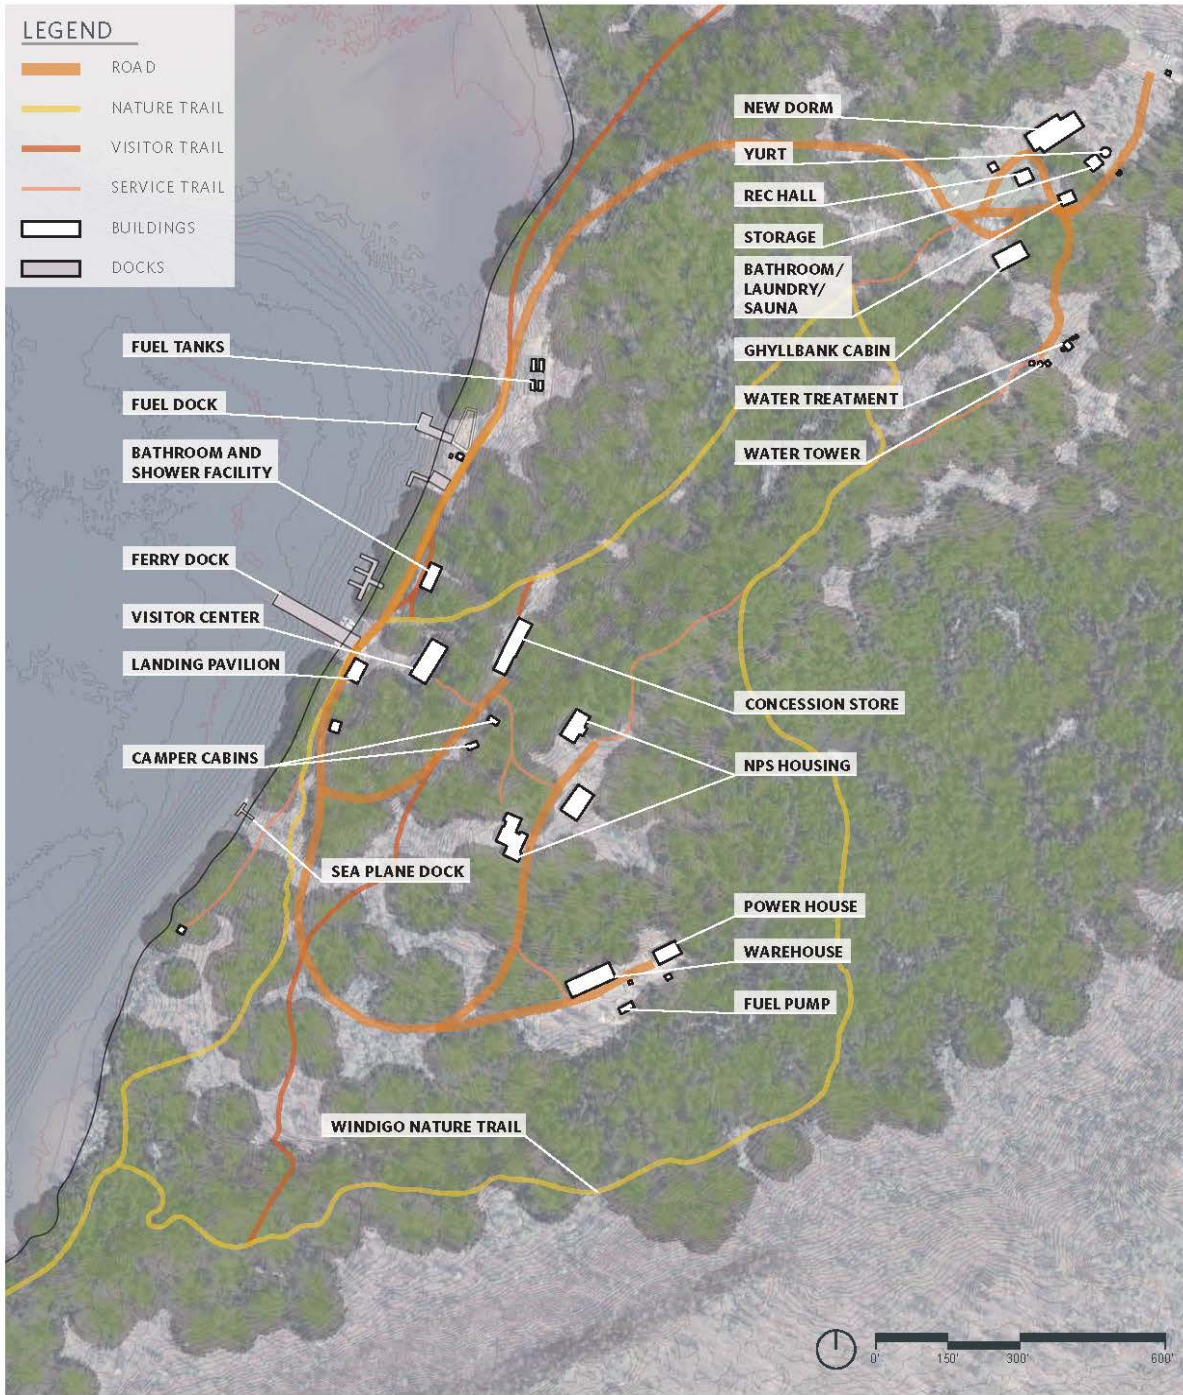 LEGEND
ROAD
NATURE TRAIL
VISITOR TRAIL
SERVICE TRAIL
BUILDINGS
DOCKS
FUEL TANKS
FUEL DOCK
BATHROOM AND
SHOWER FACILITY
FERRY DOCK
VISITOR CENTER
LANDING PAVILION
CAMPER CABINS
SEA PLANE DOCK
NEW DORM
YURT
REC HALL
STORAGE
BATHROOM/
LAUNDRY/
SAUNA
GHYLLBANK CABIN
WATER TREATMENT
WATER TOWER
CONCESSION STORE
NPS HOUSING
POWER HOUSE
WAREHOUSE
FUEL PUMP
WINDIGO NATURE TRAIL
0' 150' 300' 600'